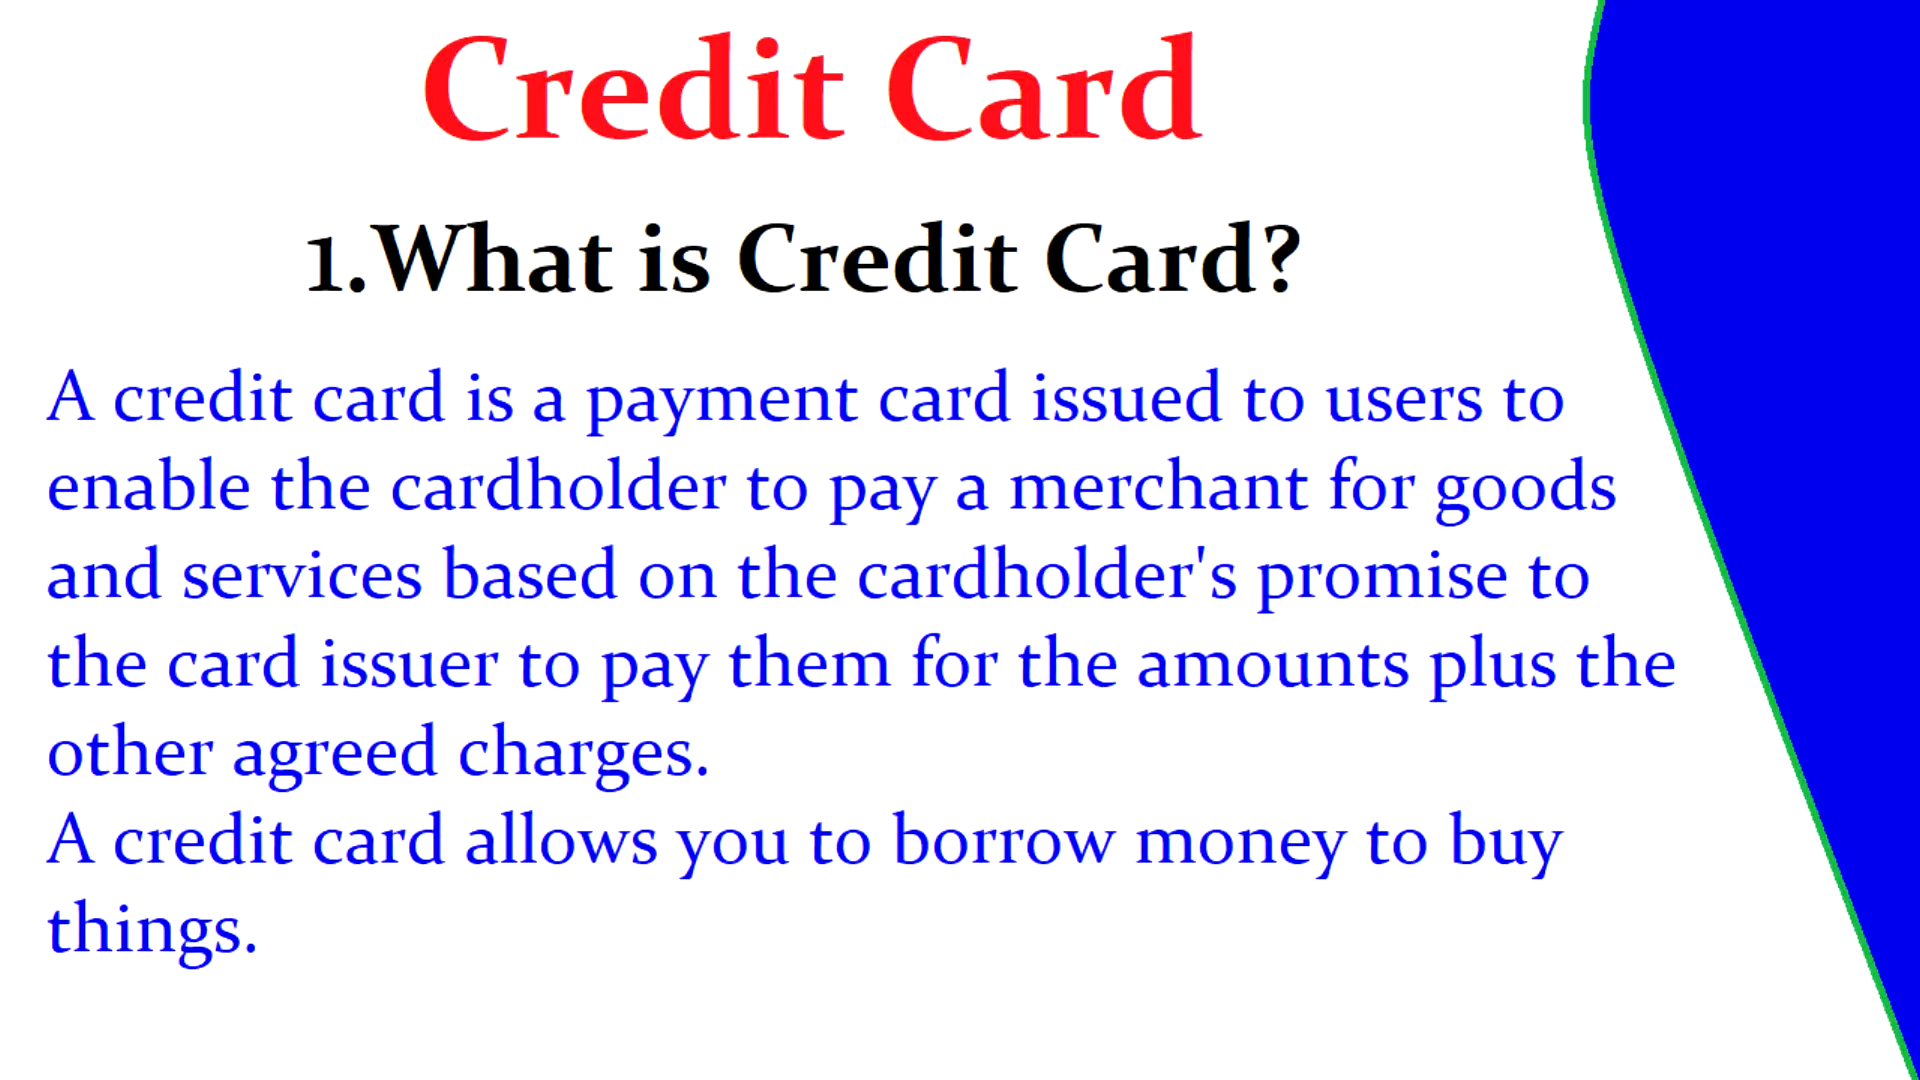 Credit Card
1.What is Credit Card?
A credit card is a payment card issued to users to
enable the cardholder to pay a merchant for goods
and services based on the cardholder's promise to
the card issuer to pay them for the amounts plus the
other agreed charges.
A credit card allows you to borrow money to buy
things.